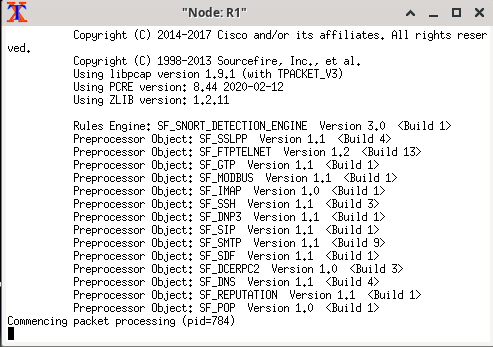 "Node: R1"
Copyright (C) 2014-2017 Cisco and/or its affiliates. All rights reser
ved.
Copyright (C) 1998-2013 Sourcefire, Inc., et al.
Using libpcap version 1.9.1 (with TPACKET_V3)
Using PCRE version: 8.44 2020-02-12
Using ZLIB version: 1.2.11
Rules Engine: SF_SNORT_DETECTION_ENGINE  Version 3.0  <Build 1>
Preprocessor Object: SF_SSLPP  Version 1.1  <Build 4>
Preprocessor Object: SF_FTPTELNET  Version 1.2  <Build 13>
Preprocessor Object: SF_GTP  Version 1.1  <Build 1>
Preprocessor Object: SF_MODBUS  Version 1.1  <Build 1>
Preprocessor Object: SF_IMAP  Version 1.0  <Build 1>
Preprocessor Object: SF_SSH  Version 1.1  <Build 3>
Preprocessor Object: SF_DNP3  Version 1.1  <Build 1>
Preprocessor Object: SF_SIP  Version 1.1  <Build 1>
Preprocessor Object: SF_SMTP  Version 1.1  <Build 9>
Preprocessor Object: SF_SDF  Version 1.1  <Build 1>
Preprocessor Object: SF_DCERPC2  Version 1.0  <Build 3>
Preprocessor Object: SF_DNS  Version 1.1  <Build 4>
Preprocessor Object: SF_REPUTATION  Version 1.1  <Build 1>
Preprocessor Object: SF_POP  Version 1.0  <Build 1>
Commencing packet processing (pid=784)